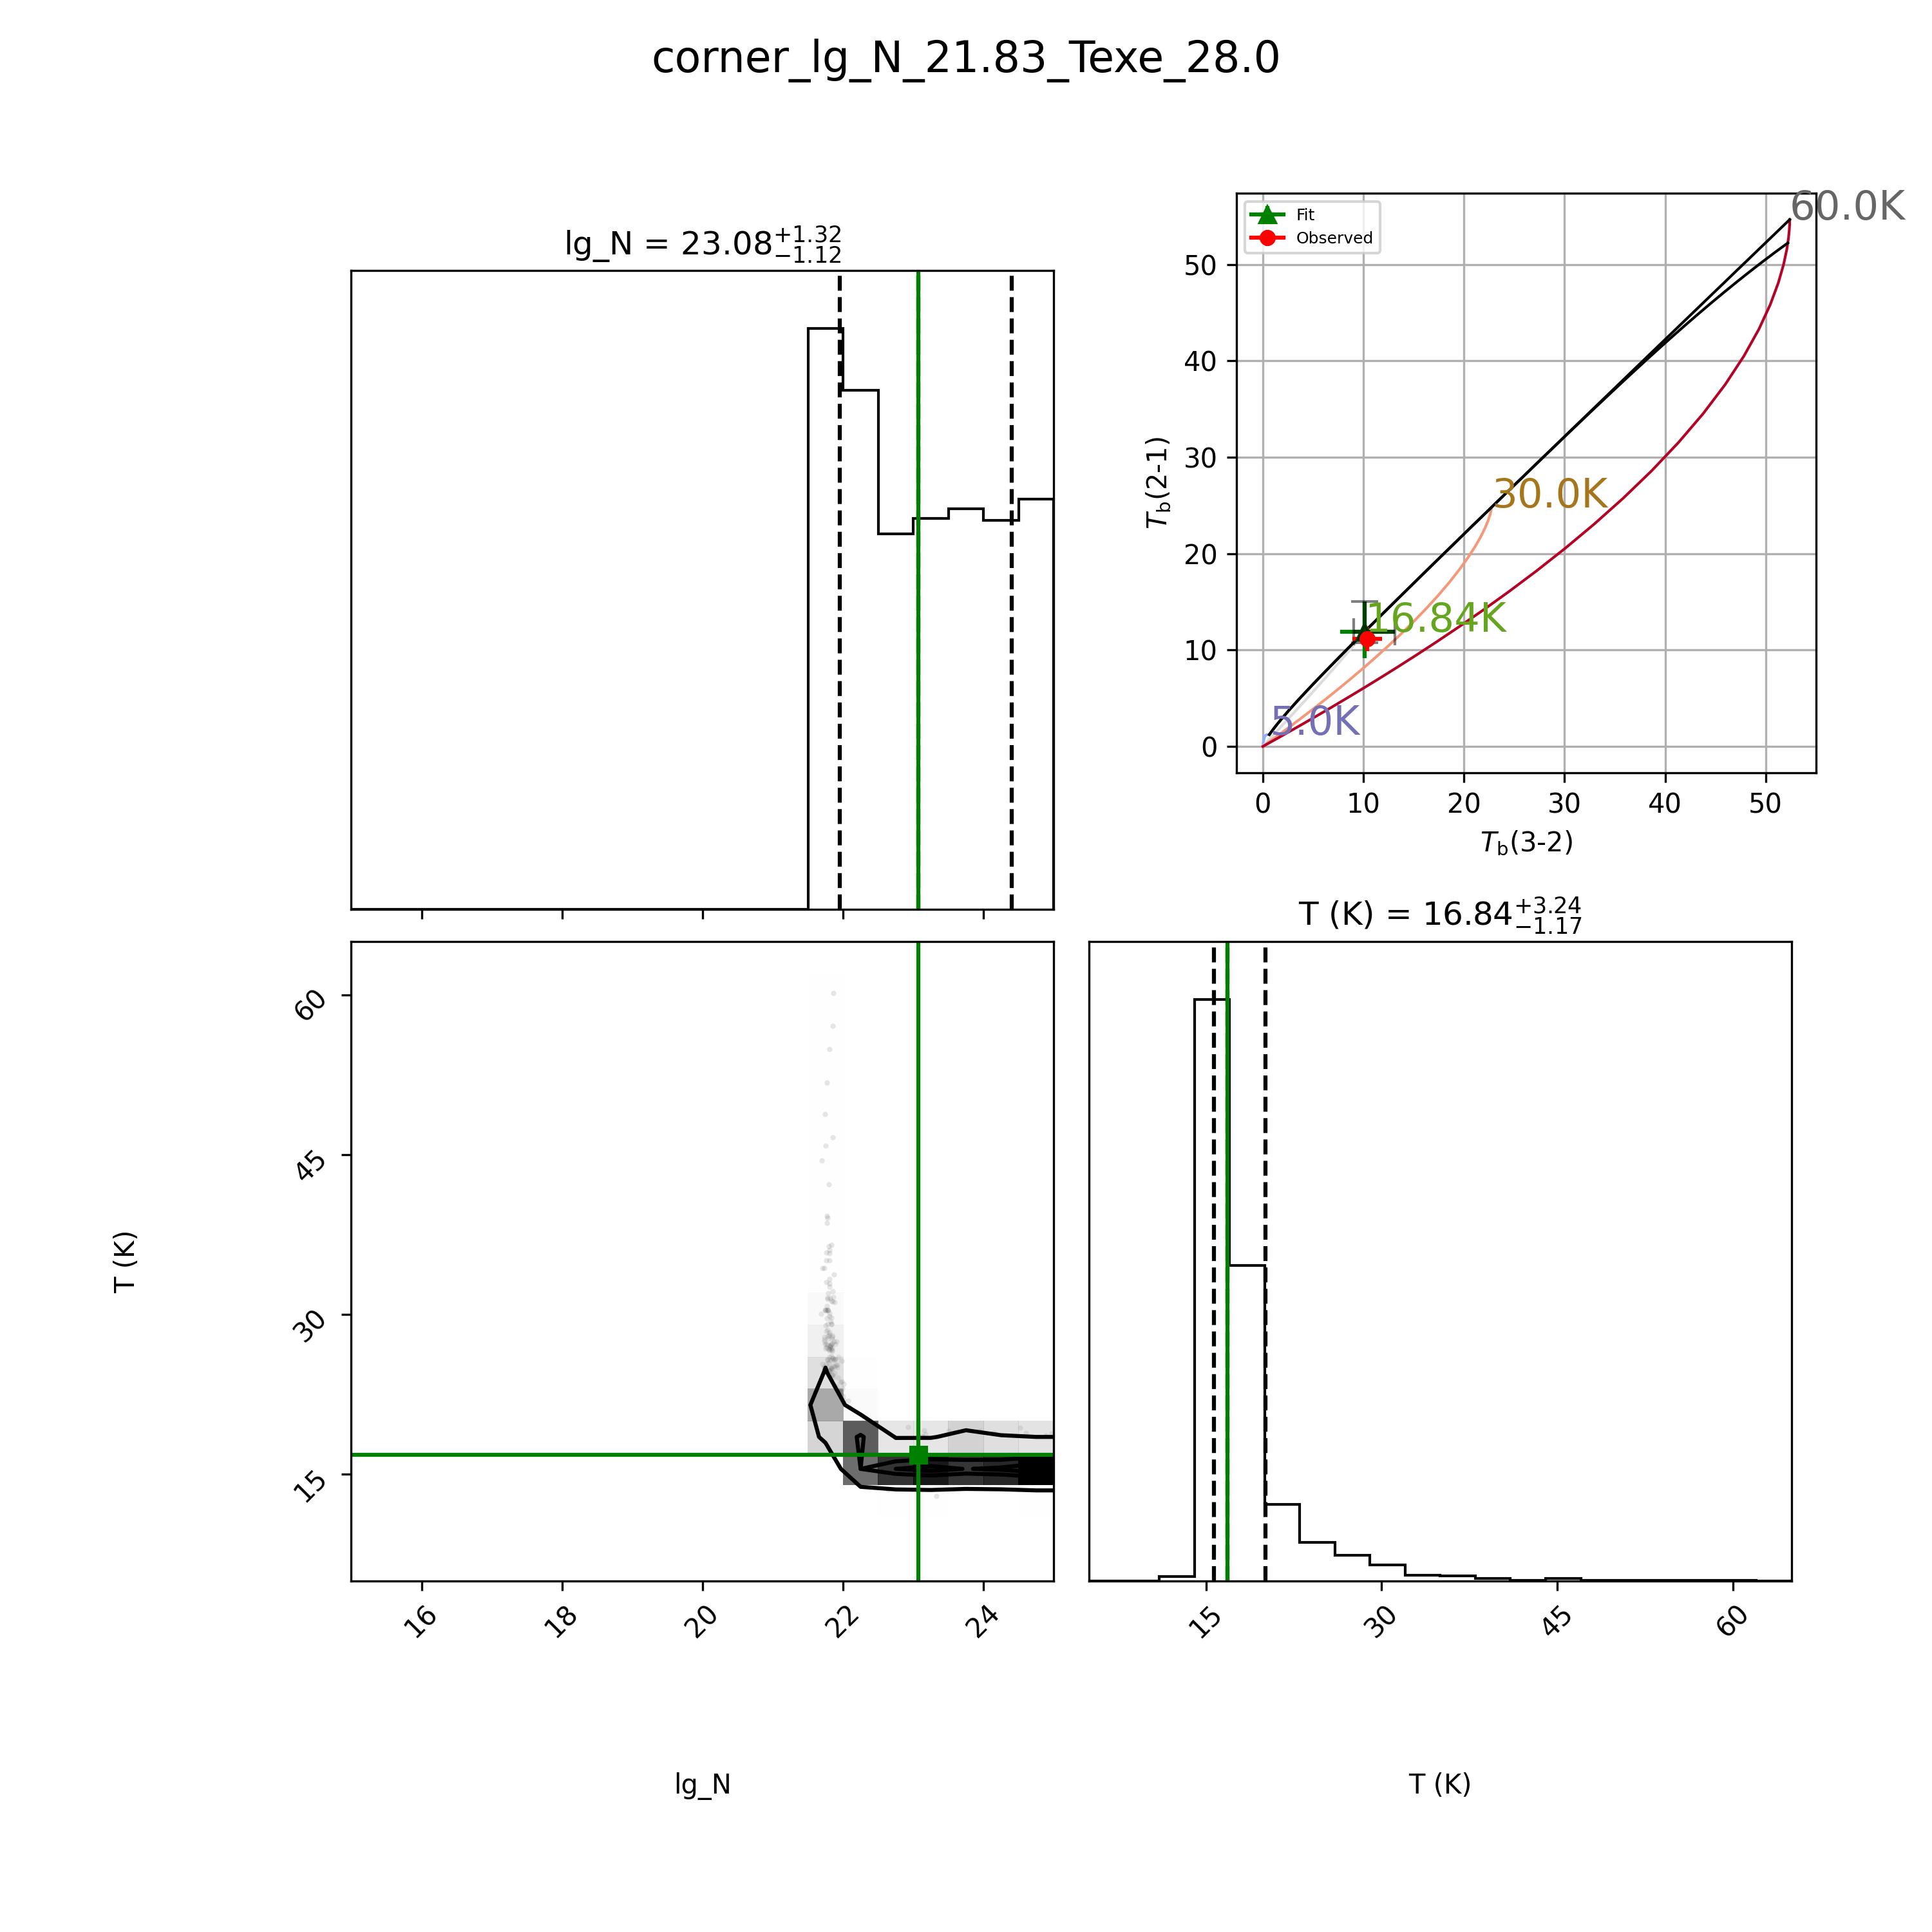 corner_lg_N_21.83_Texe_28.0
lg_N = 23.08+1.32
−1.12
60.0K
Fit
Observed
50
40
30
20
10
0
30.0K
16.84K
5.0K
Tb(2-1)
0 10 20 30 40 50
Tb(3-2)
T (K) = 16.84+3.24
−1.17
60
45
30
15
T (K)
16 18 20 22 24
15 30 45 60
lg_N
T (K)